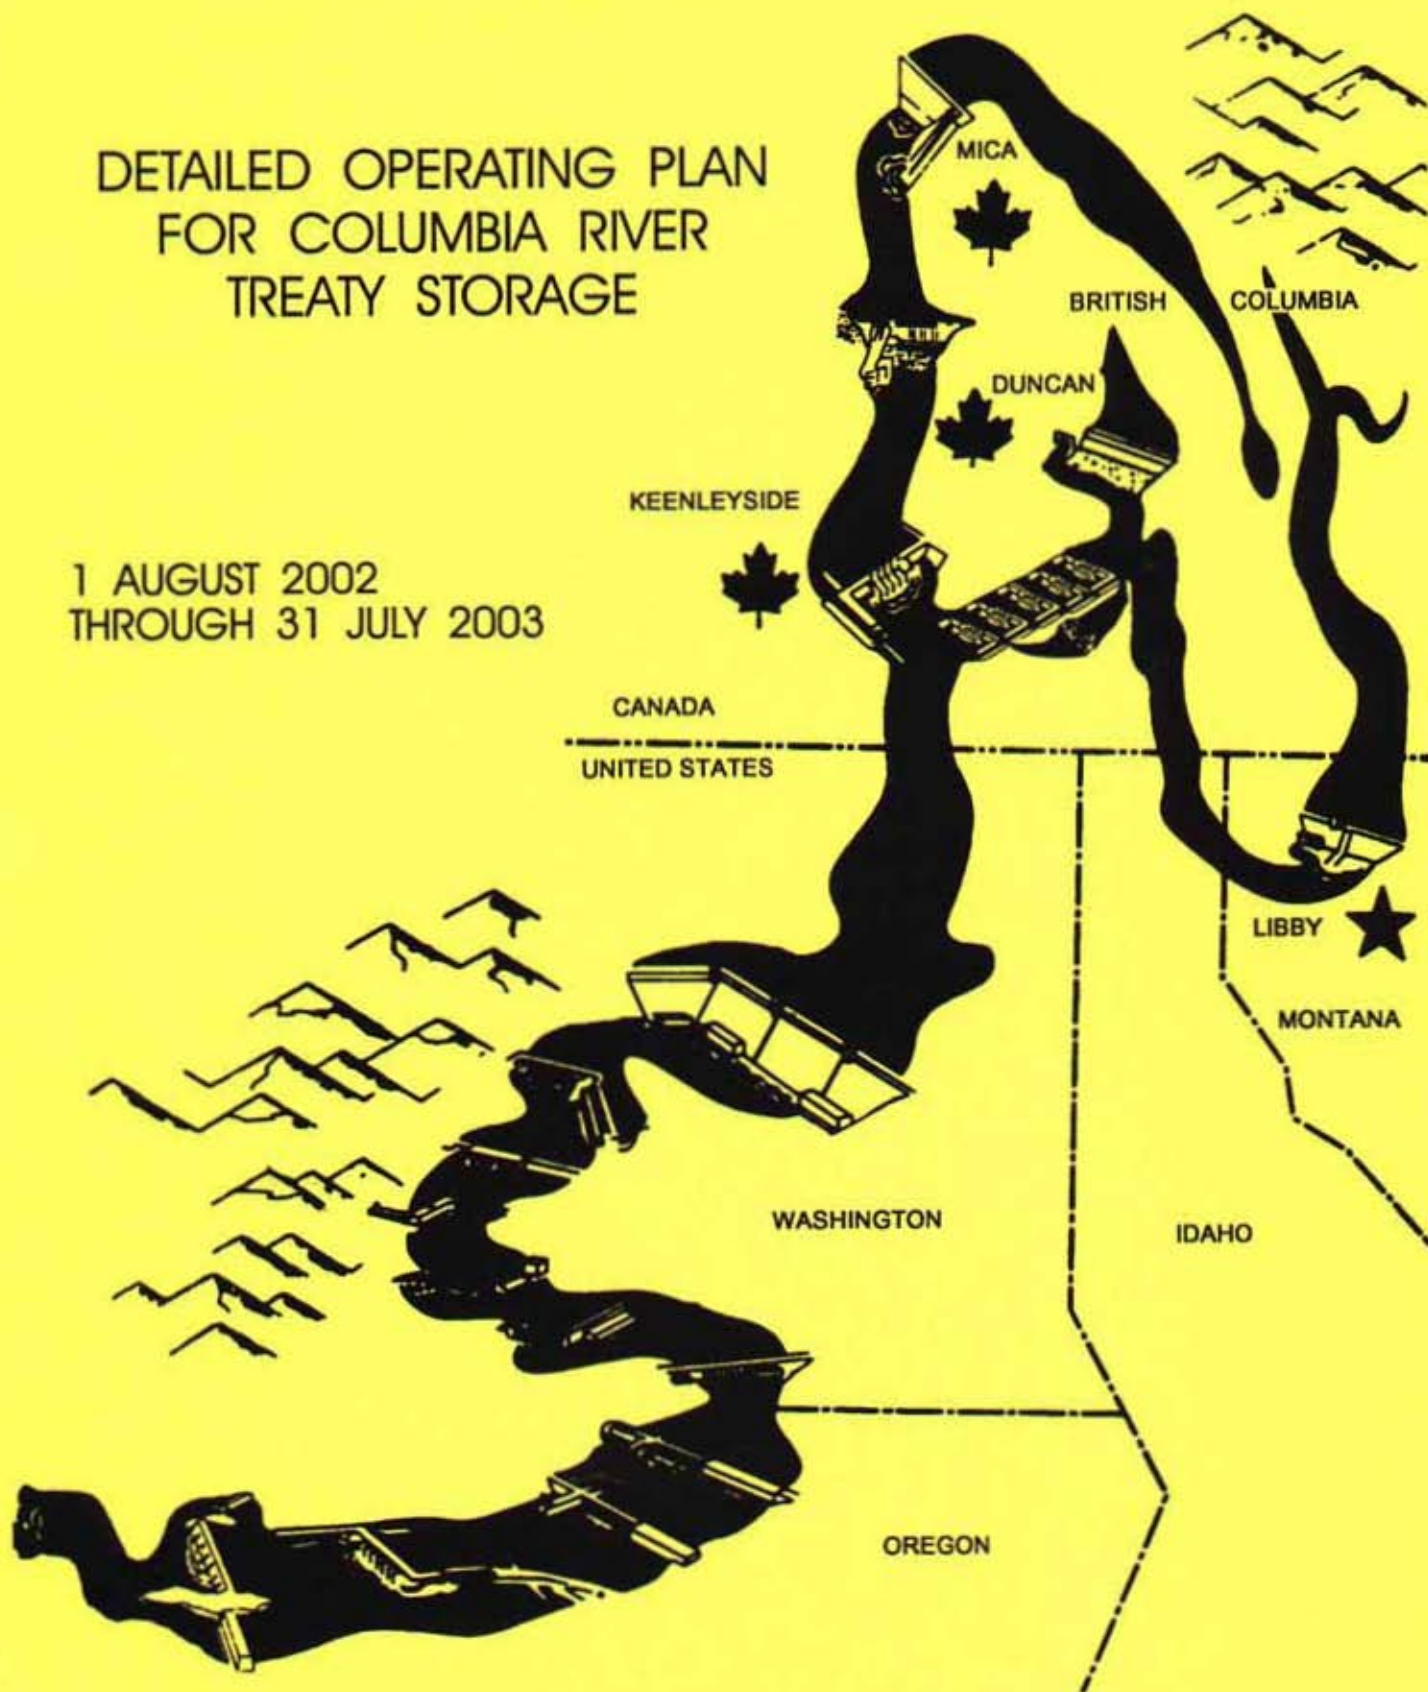 DETAILED OPERATING PLAN
FOR COLUMBIA RIVER
TREATY STORAGE
MICA
BRITISH COLUMBIA
DUNCAN
KEENLEYSIDE
1 AUGUST 2002
THROUGH 31 JULY 2003
CANADA
UNITED STATES
LIBBY
MONTANA
WASHINGTON
IDAHO
OREGON